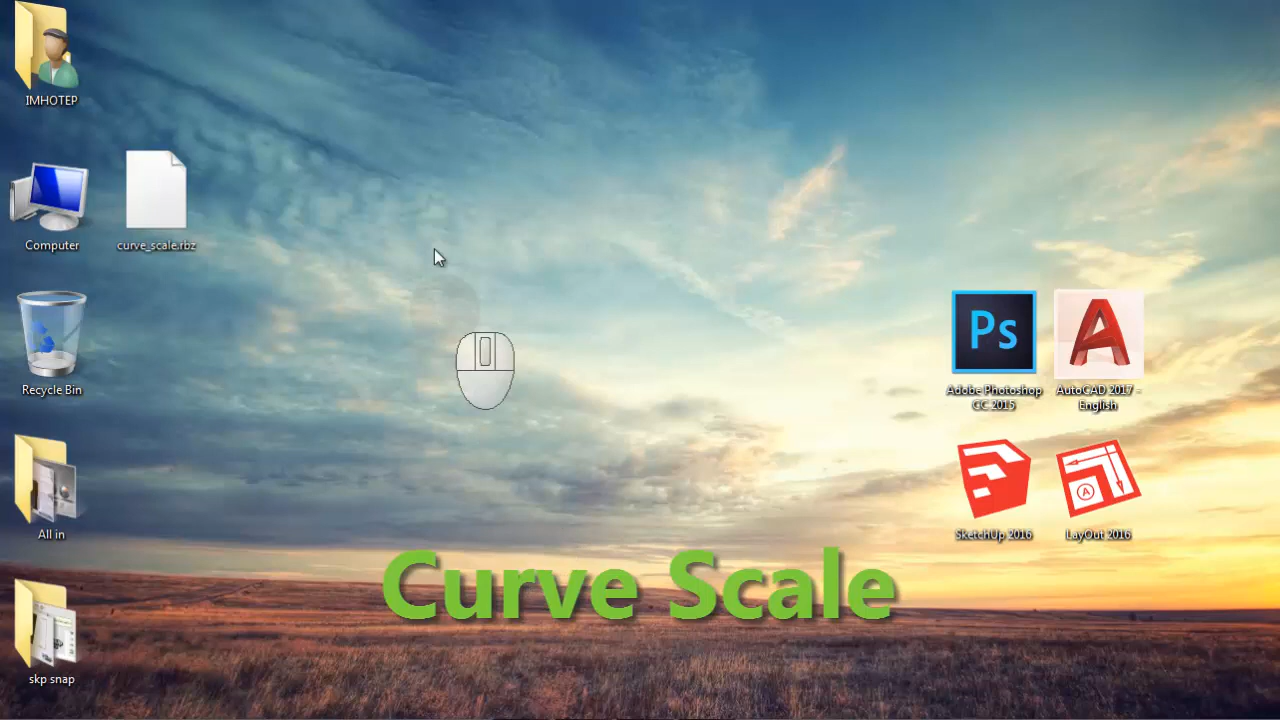 IMHOTEP
Computer
curve_scale.rbz
Recycle Bin
All in
skp snap
Ps
Adobe Photoshop
CC 2015
AutoCAD 2017 -
English
A
SketchUp 2016
LayOut 2016
Curve Scale